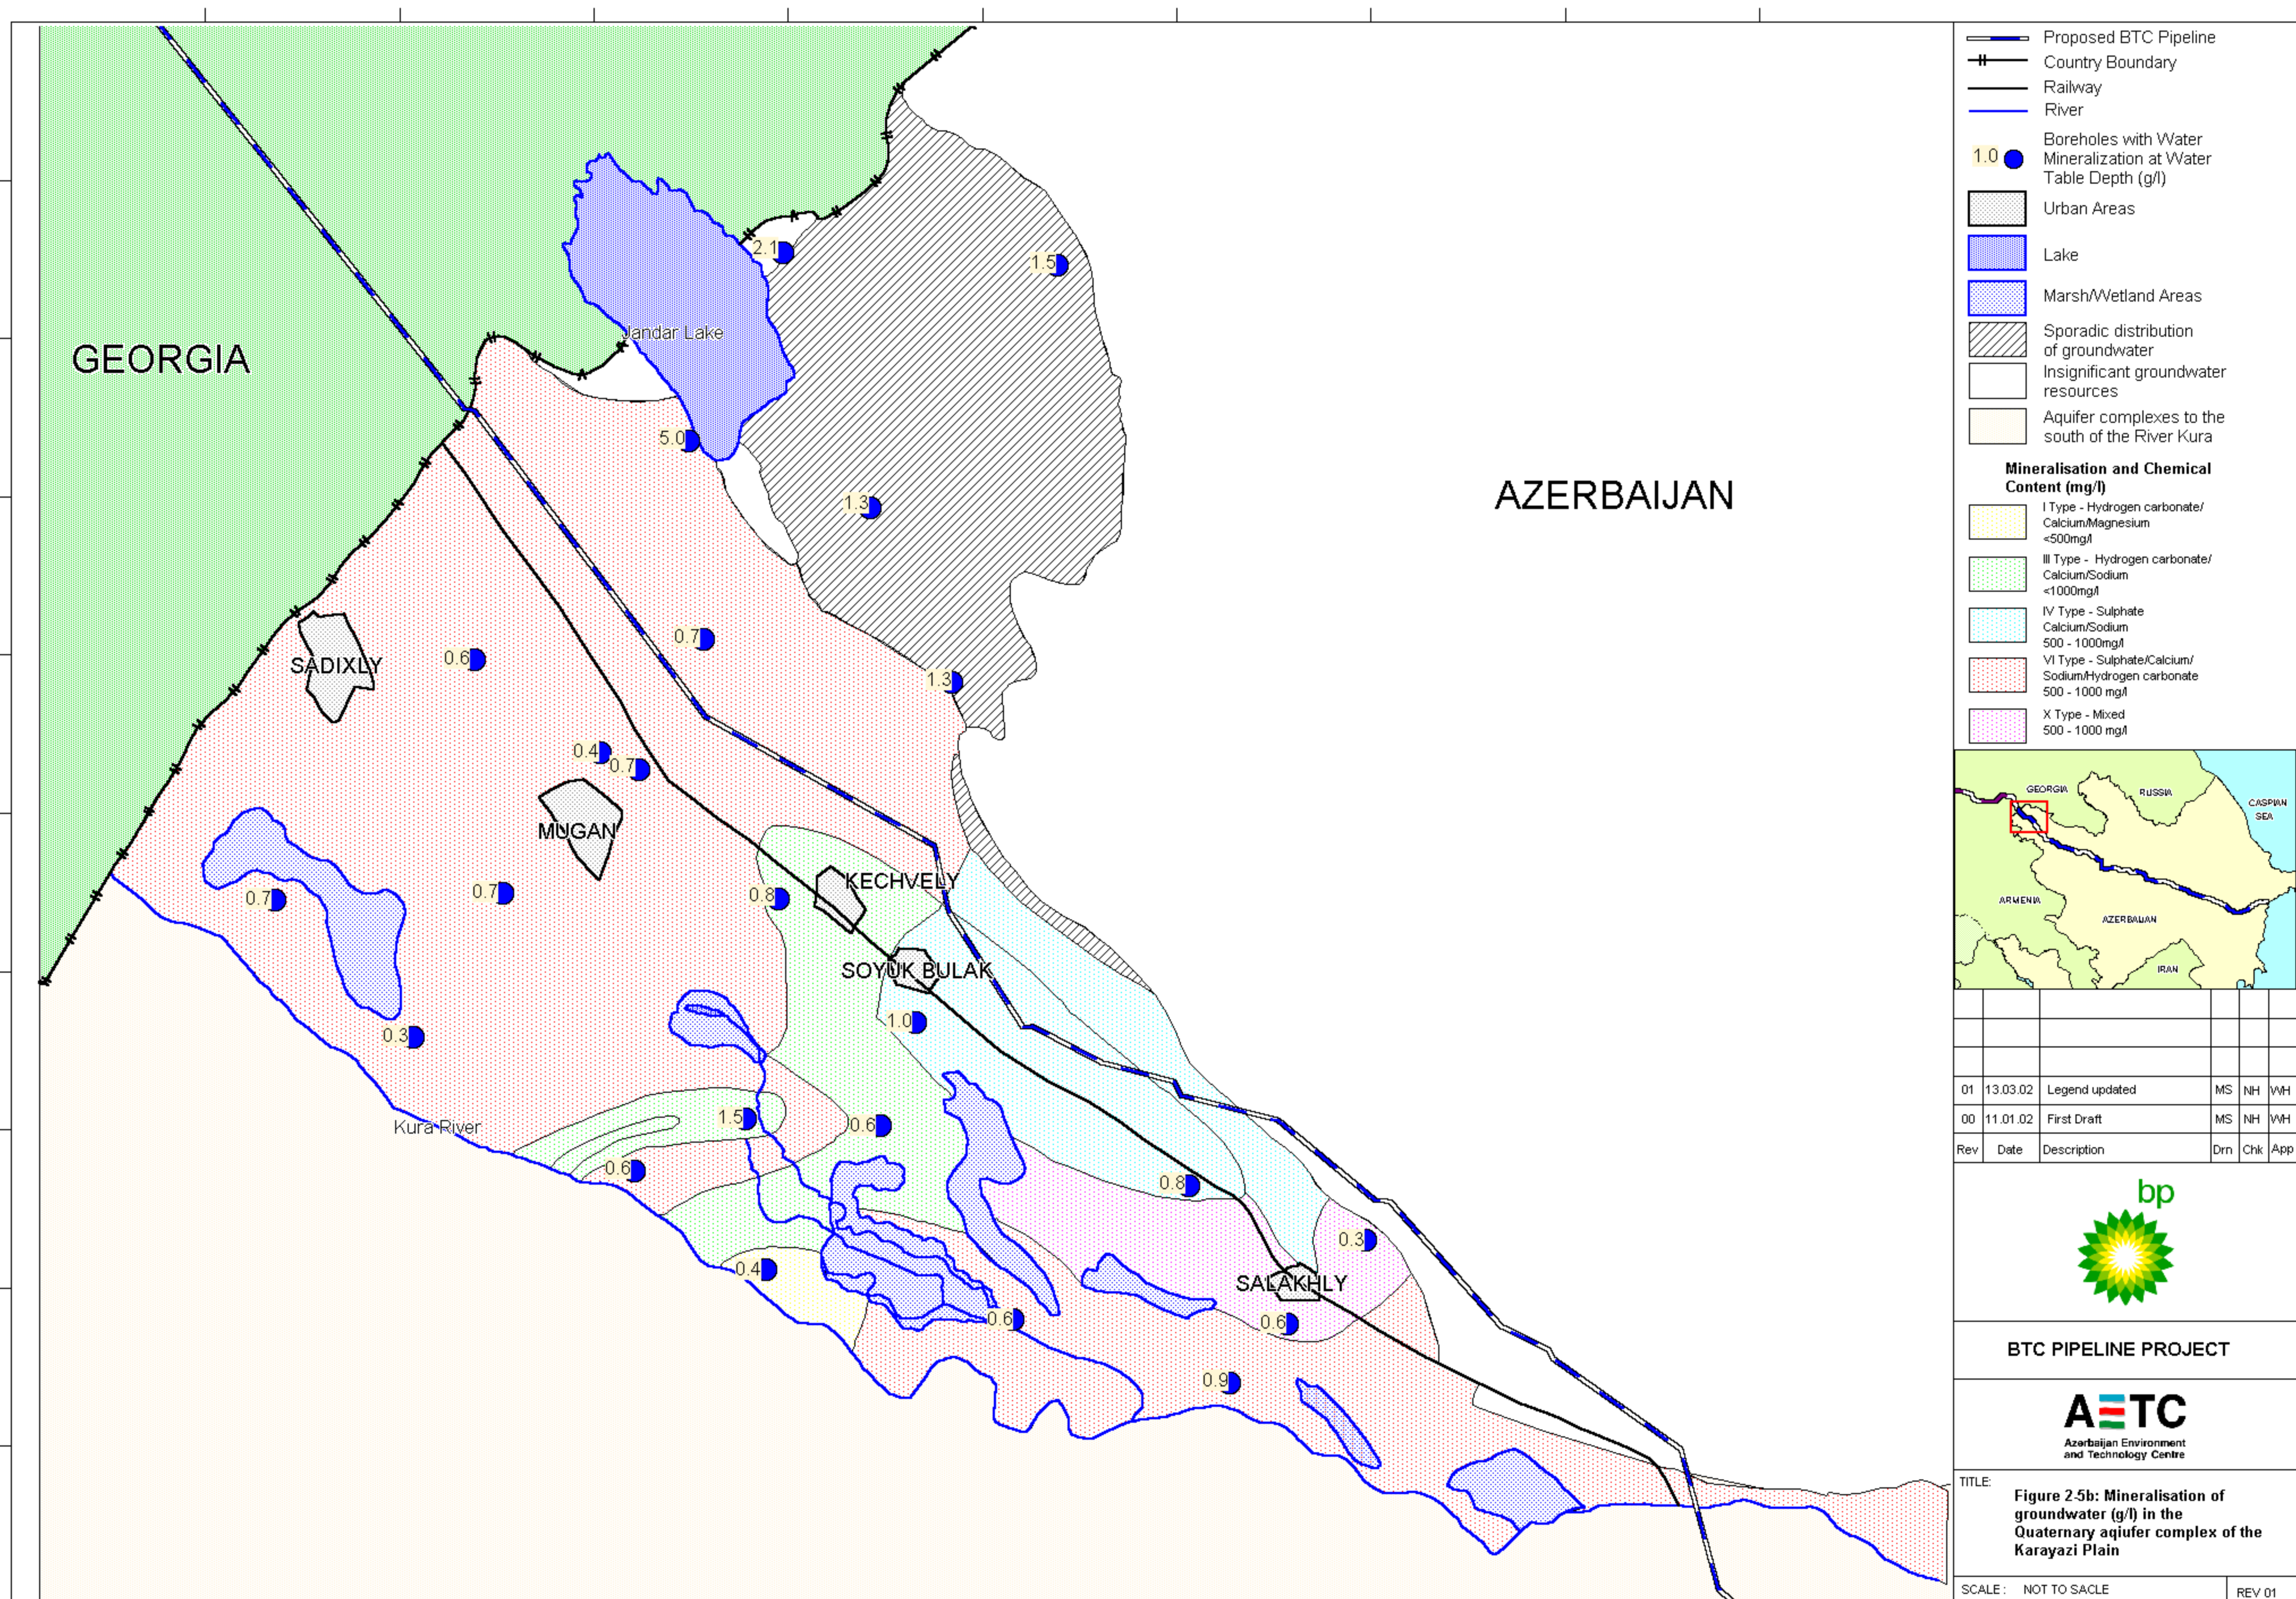 GEORGIA
AZERBAIJAN
Jandar Lake
2.1
1.5
5.0
1.3
SADIXLY
0.6
0.7
1.3
0.4
0.7
MUGAN
KECHVELY
0.7
0.7
0.8
SOYUK BULAK
0.3
1.0
Kura River
1.5
0.6
0.6
0.8
0.3
0.4
SALAKHLY
0.6
0.6
0.9
Proposed BTC Pipeline
Country Boundary
Railway
River
1.0
Boreholes with Water
Mineralization at Water
Table Depth (g/l)
Urban Areas
Lake
Marsh/Wetland Areas
Sporadic distribution
of groundwater
Insignificant groundwater
resources
Aquifer complexes to the
south of the River Kura
Mineralisation and Chemical
Content (mg/l)
I Type - Hydrogen carbonate/
Calcium/Magnesium
<500mg/l
III Type - Hydrogen carbonate/
Calcium/Sodium
<1000mg/l
IV Type - Sulphate
Calcium/Sodium
500 - 1000mg/l
VI Type - Sulphate/Calcium/
Sodium/Hydrogen carbonate
500 - 1000 mg/l
X Type - Mixed
500 - 1000 mg/l
GEORGIA
RUSSIA
CASPIAN
SEA
ARMENIA
AZERBAIJAN
IRAN
01 13.03.02 Legend updated MS NH WH
00 11.01.02 First Draft MS NH WH
Rev Date Description Drn Chk App
bp
BTC PIPELINE PROJECT
AETC
Azerbaijan Environment
and Technology Centre
TITLE:
Figure 2-5b: Mineralisation of
groundwater (g/l) in the
Quaternary aqiufer complex of the
Karayazi Plain
SCALE : NOT TO SACLE
REV 01